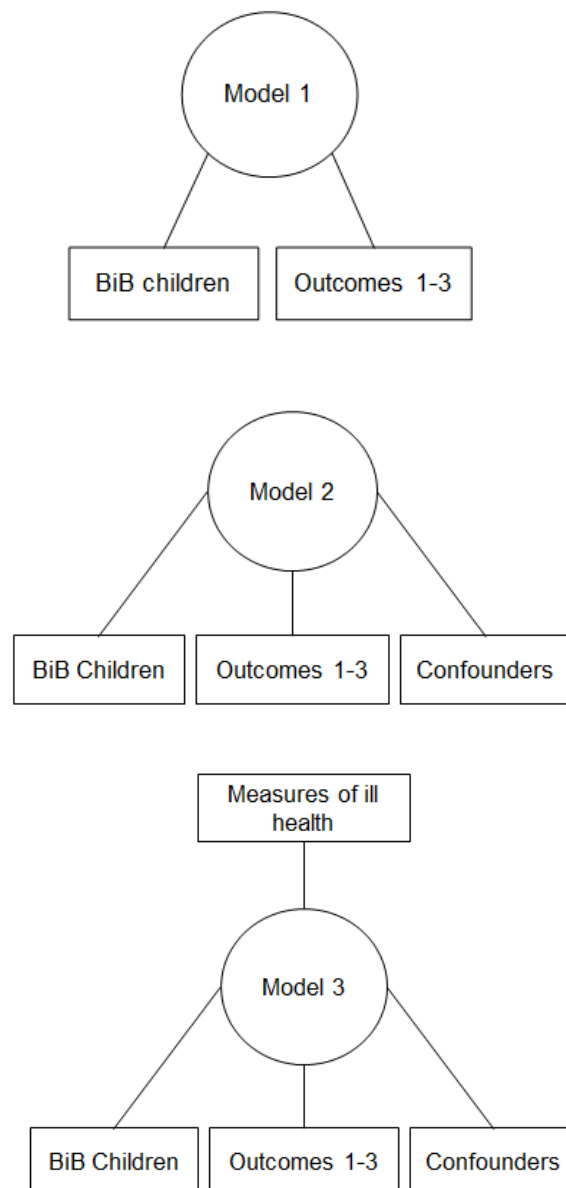 Model 1
BiB children
Outcomes 1-3
Model 2
BiB Children
Outcomes 1-3
Confounders
Measures of ill
health
Model 3
BiB Children
Outcomes 1-3
Confounders